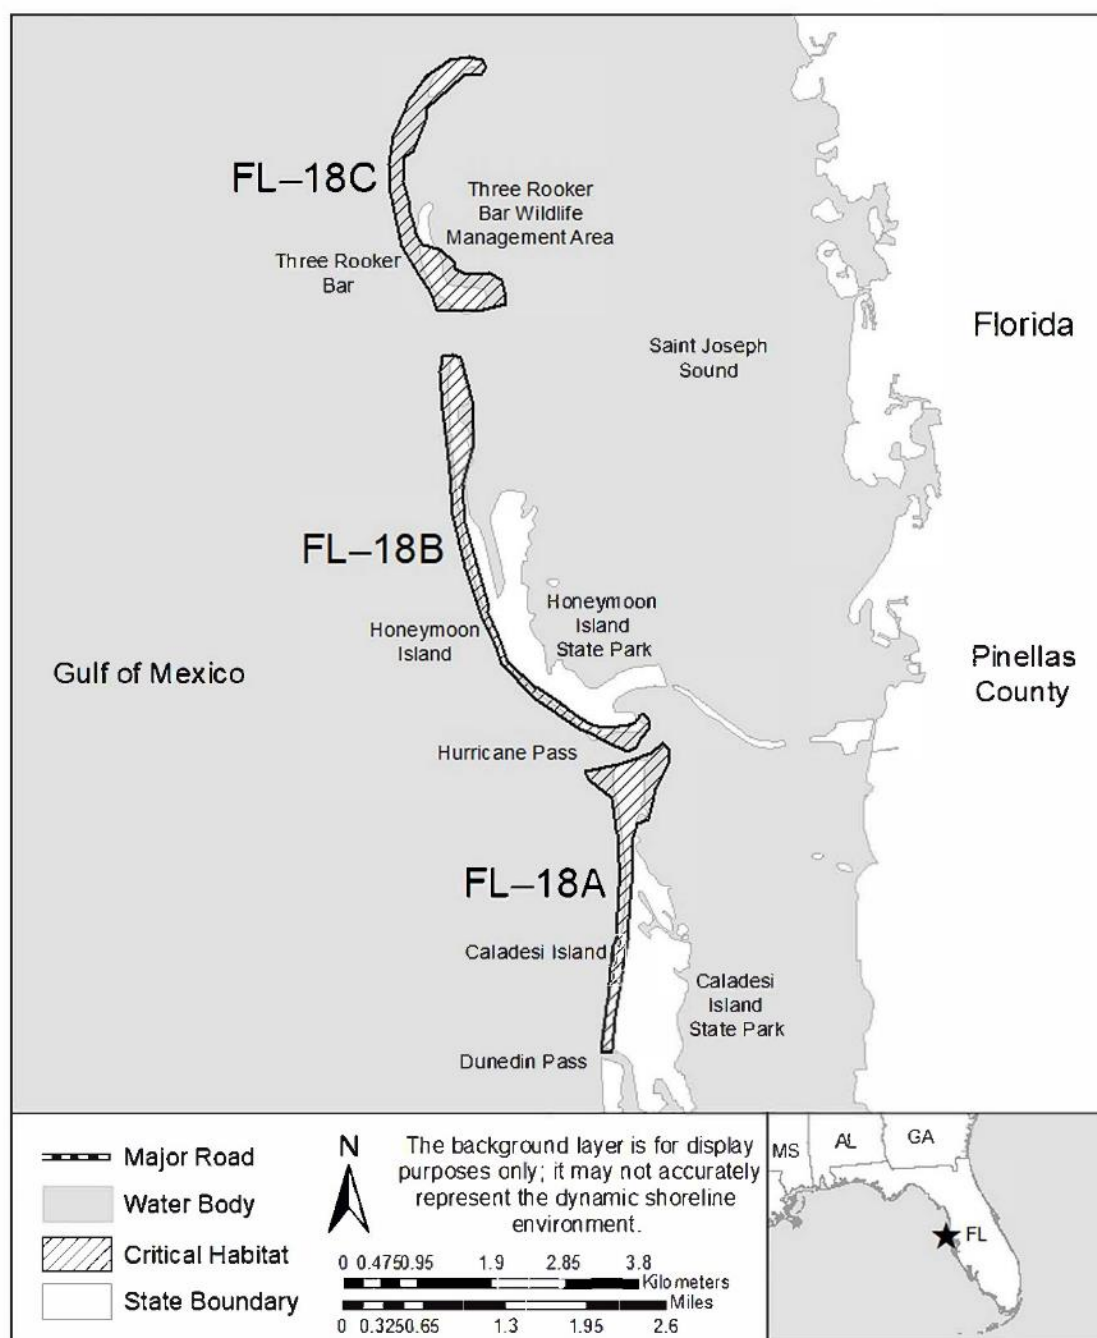 FL–18C
Three Rooker
Bar Wildlife
Management Area
Three Rooker
Bar
Florida
Saint Joseph
Sound
FL–18B
Honeymoon
Island
State Park
Honeymoon
Island
Gulf of Mexico
Pinellas
County
Hurricane Pass
FL–18A
Caladesi Island
Caladesi
Island
State Park
Dunedin Pass
Major Road
Water Body
Critical Habitat
State Boundary
N
The background layer is for display
purposes only; it may not accurately
represent the dynamic shoreline
environment.
0 0.475 0.95 1.9 2.85 3.8
Kilometers
Miles
0 0.325 0.65 1.3 1.95 2.6
MS
AL
GA
FL